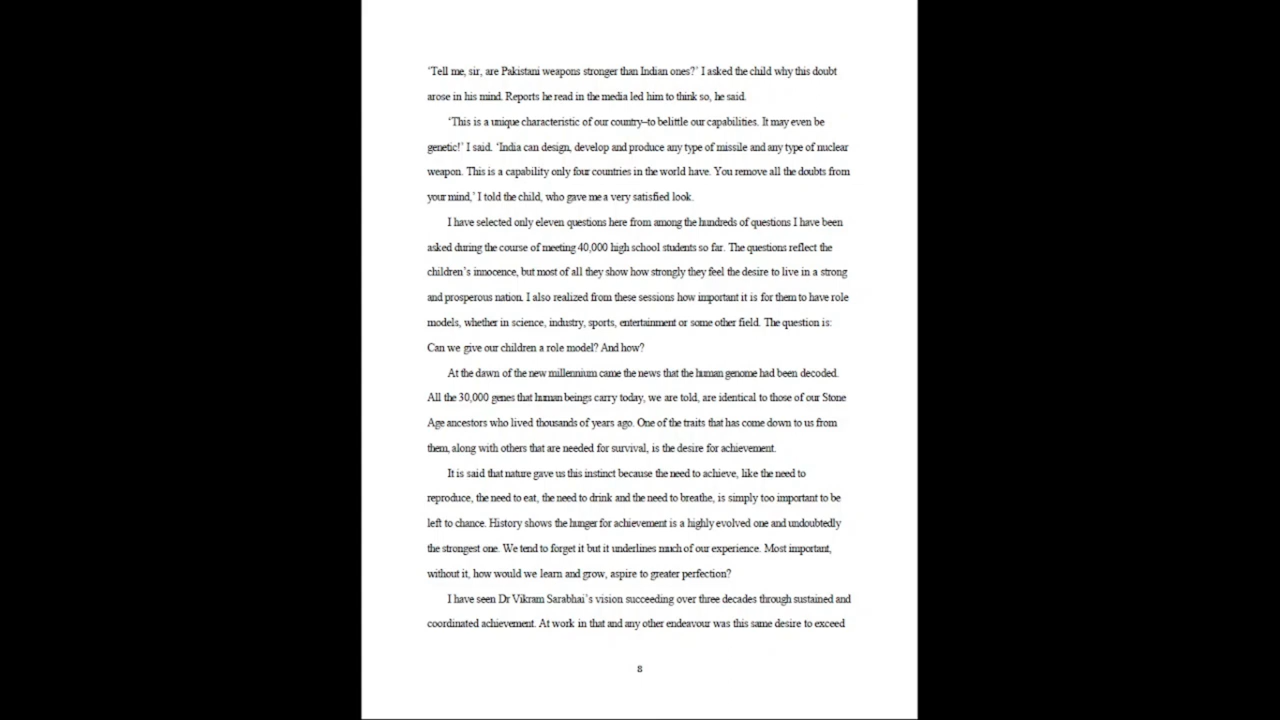 ‘Tell me, sir, are Pakistani weapons stronger than Indian ones?’ I asked the child why this doubt
arose in his mind. Reports he read in the media led him to think so, he said.
‘This is a unique characteristic of our country–to belittle our capabilities. It may even be
genetic!’ I said. ‘India can design, develop and produce any type of missile and any type of nuclear
weapon. This is a capability only four countries in the world have. You remove all the doubts from
your mind,’ I told the child, who gave me a very satisfied look.
I have selected only eleven questions here from among the hundreds of questions I have been
asked during the course of meeting 40,000 high school students so far. The questions reflect the
children’s innocence, but most of all they show how strongly they feel the desire to live in a strong
and prosperous nation. I also realized from these sessions how important it is for them to have role
models, whether in science, industry, sports, entertainment or some other field. The question is:
Can we give our children a role model? And how?
At the dawn of the new millennium came the news that the human genome had been decoded.
All the 30,000 genes that human beings carry today, we are told, are identical to those of our Stone
Age ancestors who lived thousands of years ago. One of the traits that has come down to us from
them, along with others that are needed for survival, is the desire for achievement.
It is said that nature gave us this instinct because the need to achieve, like the need to
reproduce, the need to eat, the need to drink and the need to breathe, is simply too important to be
left to chance. History shows the hunger for achievement is a highly evolved one and undoubtedly
the strongest one. We tend to forget it but it underlines much of our experience. Most important,
without it, how would we learn and grow, aspire to greater perfection?
I have seen Dr Vikram Sarabhai’s vision succeeding over three decades through sustained and
coordinated achievement. At work in that and any other endeavour was this same desire to exceed
8